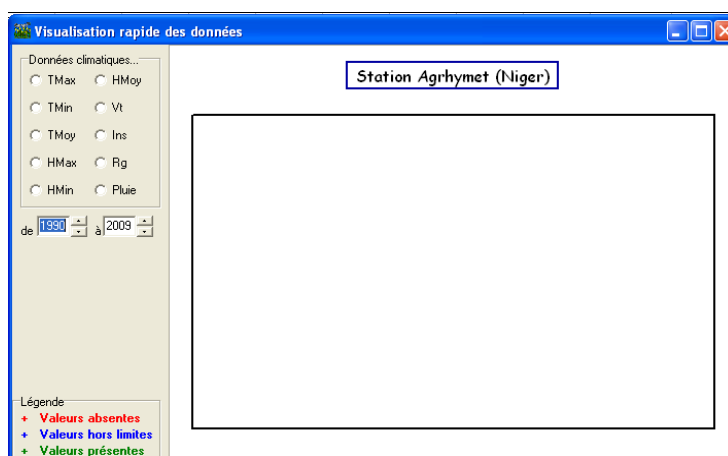 Visualisation rapide des données
Données climatiques...
TMax HMoy
TMin Vt
TMoy Ins
HMax Rg
HMin Pluie
de 1990 à 2009
Légende
+ Valeurs absentes
+ Valeurs hors limites
+ Valeurs présentes
Station Agrhymet (Niger)